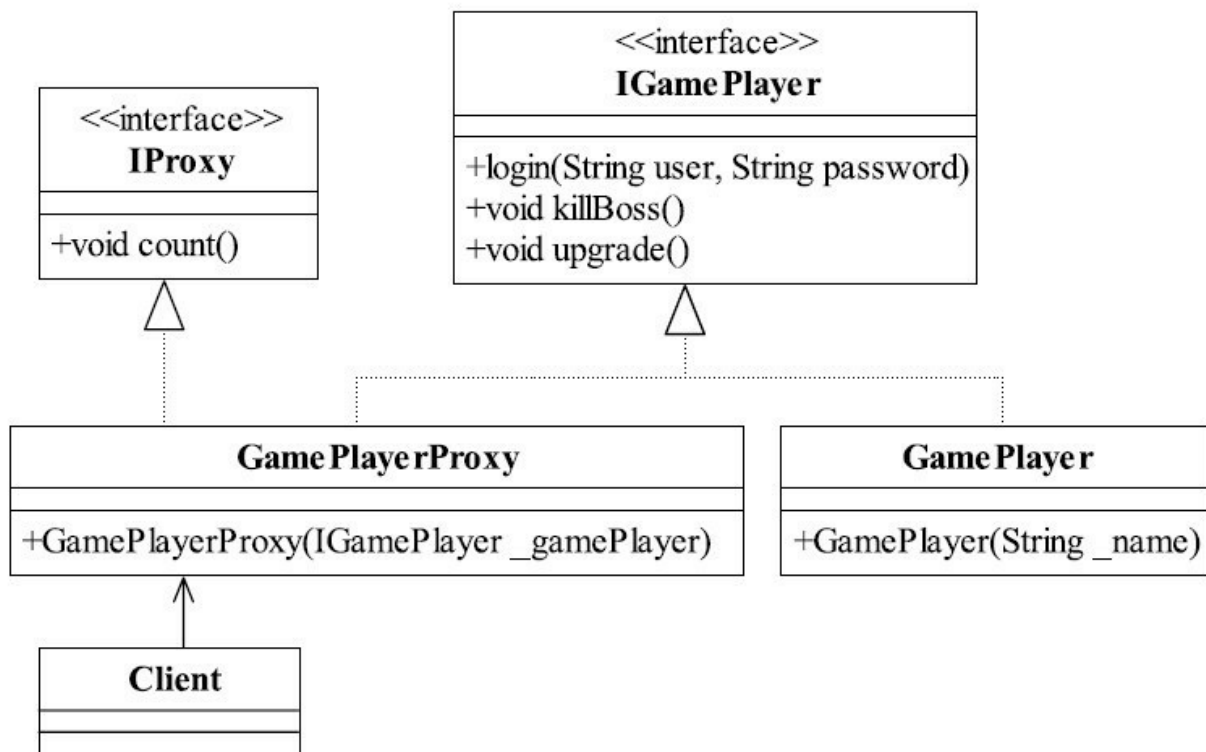 <<interface>>
IProxy
+void count()
<<interface>>
IGamePlayer
+login(String user, String password)
+void killBoss()
+void upgrade()
GamePlayerProxy
+GamePlayerProxy(IGamePlayer _gamePlayer)
GamePlayer
+GamePlayer(String _name)
Client